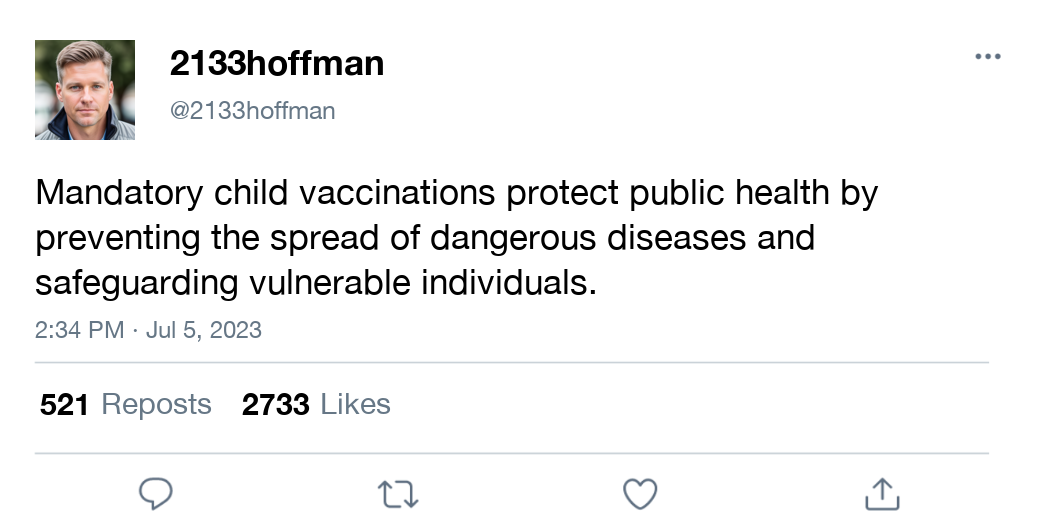 2133hoffman
@2133hoffman
Mandatory child vaccinations protect public health by
preventing the spread of dangerous diseases and
safeguarding vulnerable individuals.
2:34 PM · Jul 5, 2023
521 Reposts 2733 Likes